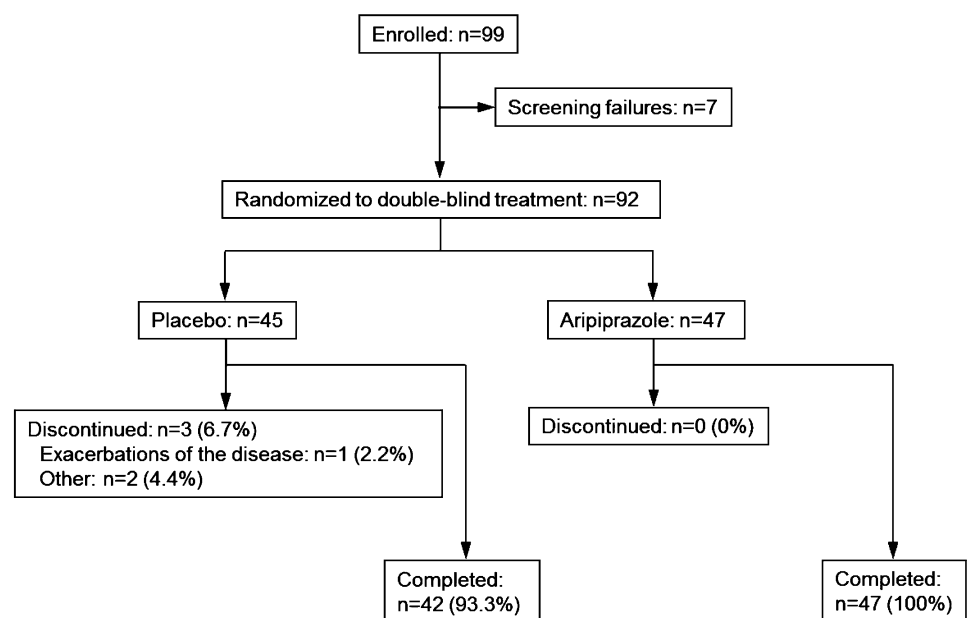 Enrolled: n=99
Screening failures: n=7
Randomized to double-blind treatment: n=92
Placebo: n=45
Aripiprazole: n=47
Discontinued: n=3 (6.7%)
Exacerbations of the disease: n=1 (2.2%)
Other: n=2 (4.4%)
Discontinued: n=0 (0%)
Completed:
n=42 (93.3%)
Completed:
n=47 (100%)